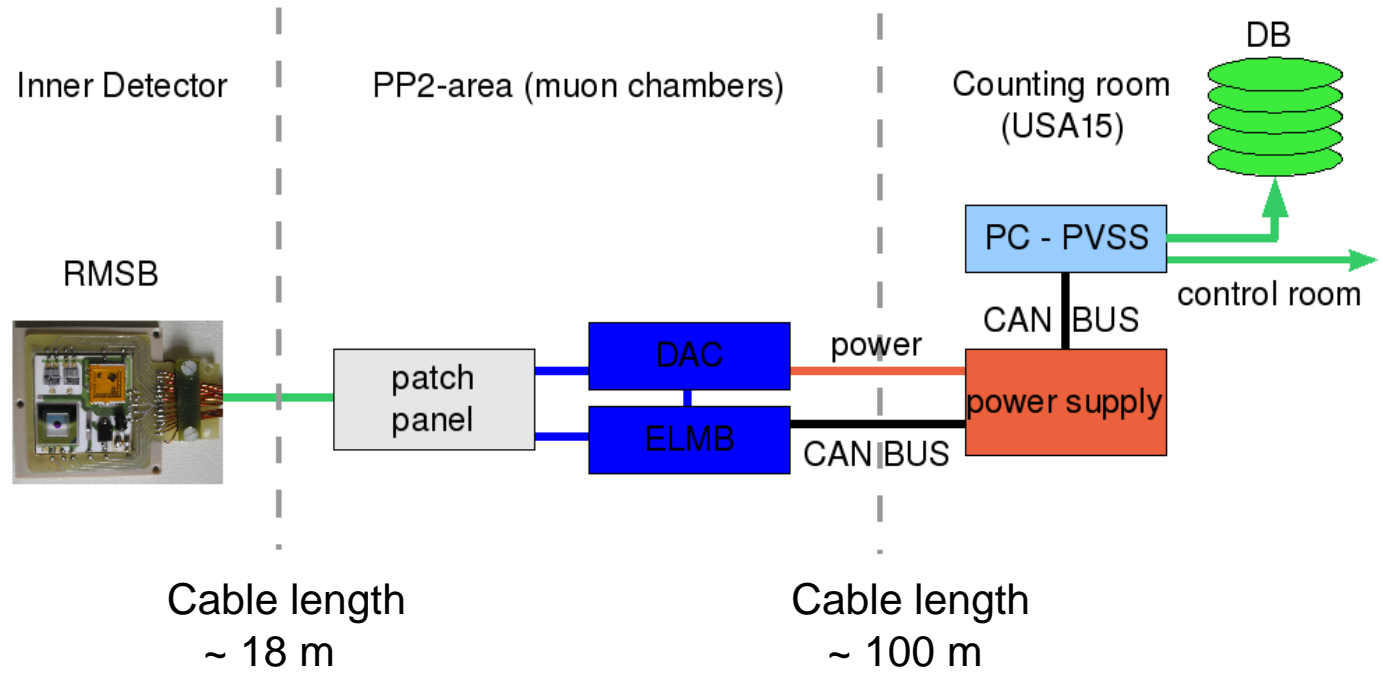 Inner Detector
PP2-area (muon chambers)
Counting room
(USA15)
DB
RMSB
patch
panel
DAC
ELMB
power
CAN BUS
power supply
CAN BUS
PC - PVSS
control room
Cable length
~ 18 m
Cable length
~ 100 m